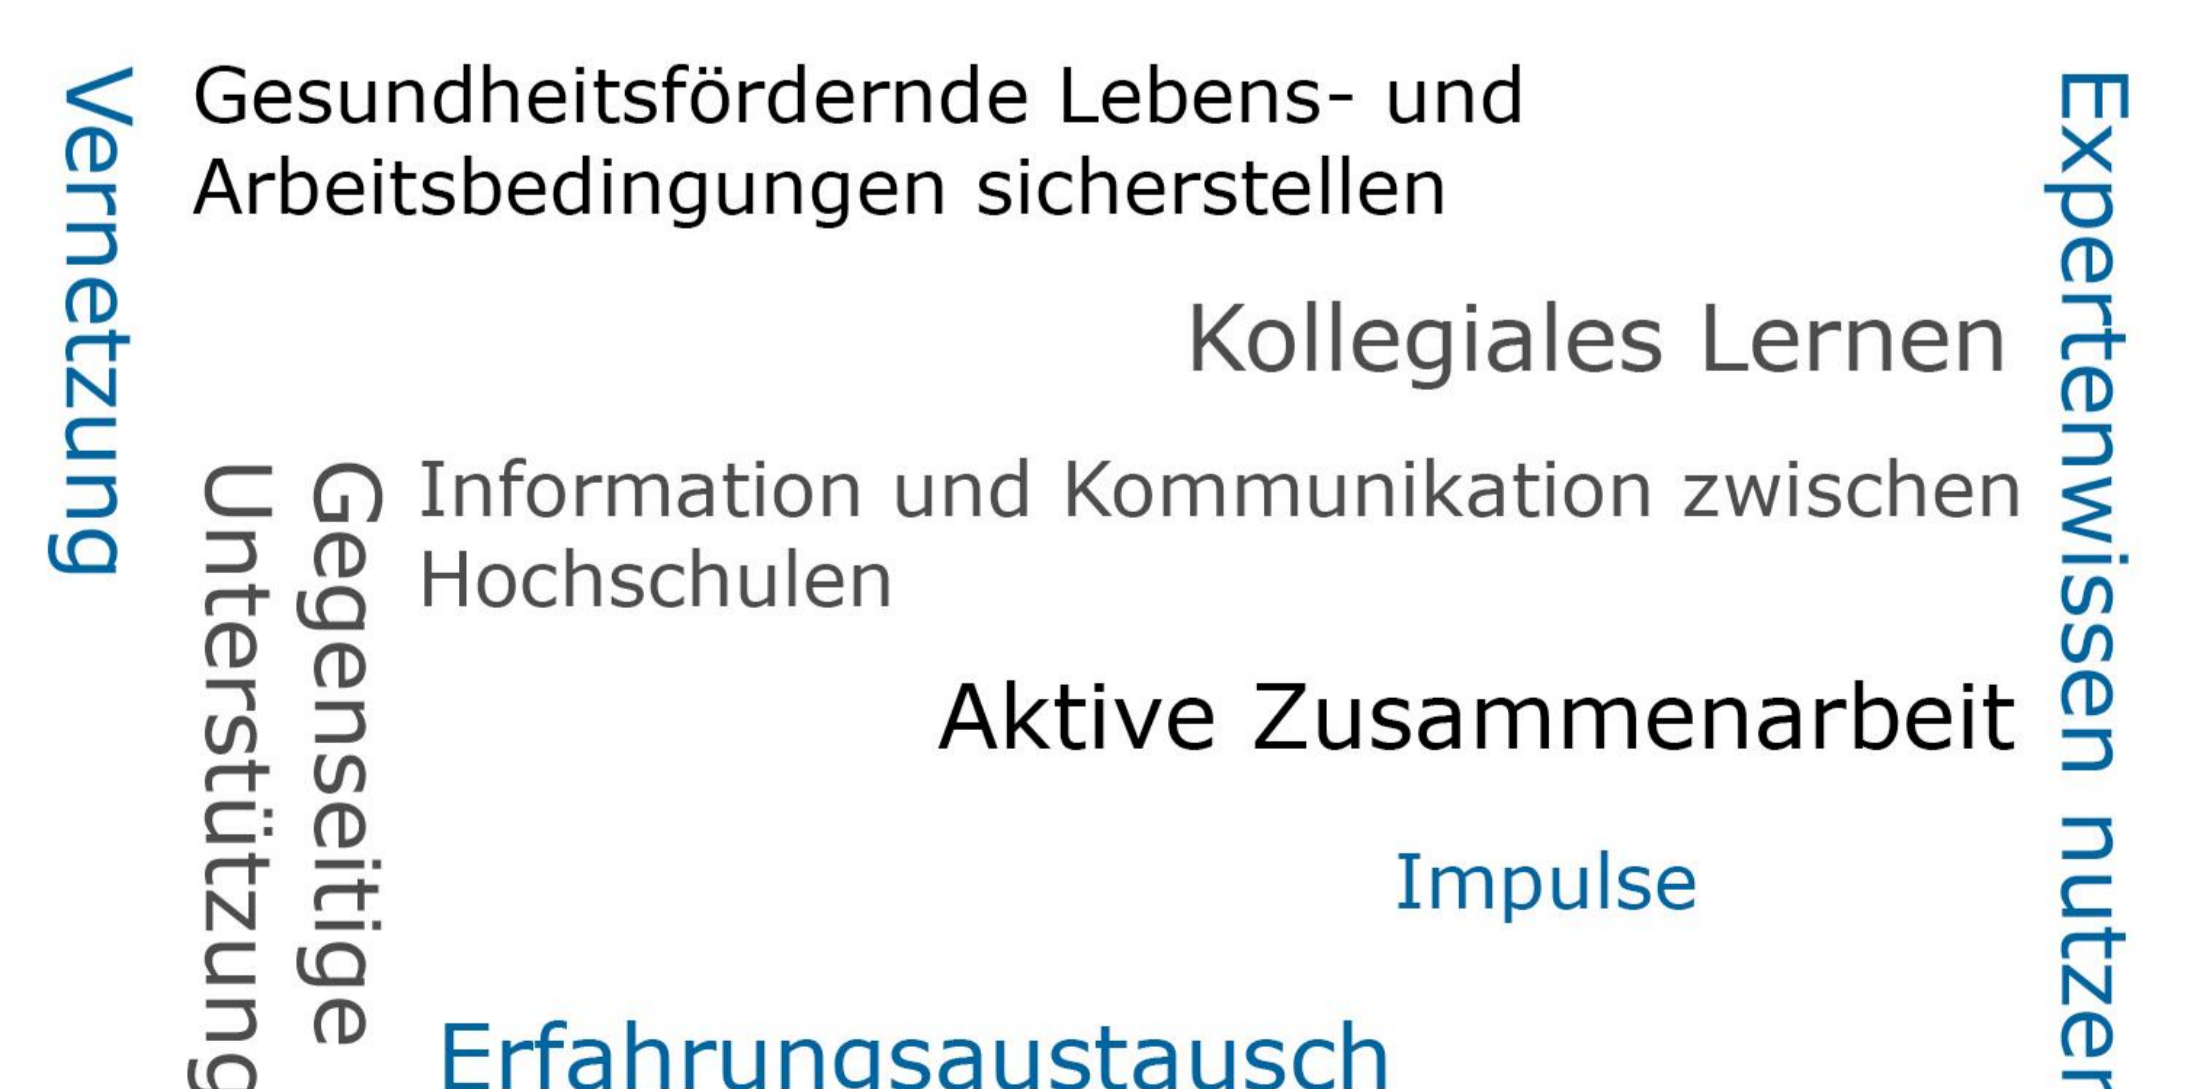 Vernetzung
Gesundheitsfördernde Lebens- und
Arbeitsbedingungen sicherstellen
Kollegiales Lernen
Gegenseitige
Unterstützung
Information und Kommunikation zwischen
Hochschulen
Aktive Zusammenarbeit
Impulse
Erfahrungsaustausch
Expertenwissen nutzen